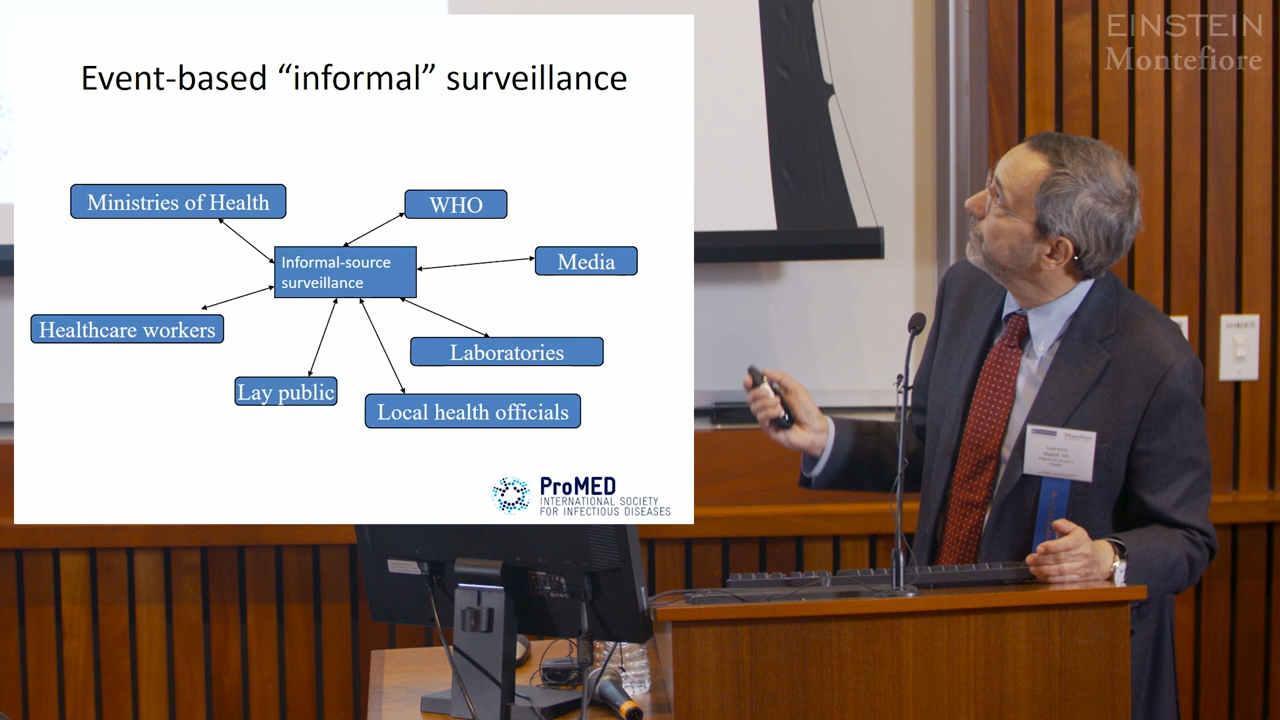 EINSTEIN
Montefiore
Event-based “informal” surveillance
Ministries of Health
WHO
Informal-source
surveillance
Media
Healthcare workers
Laboratories
Lay public
Local health officials
ProMED
INTERNATIONAL SOCIETY
FOR INFECTIOUS DISEASES
Montefiore